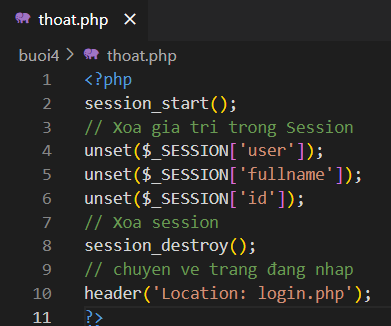 thoat.php
buoi4 > thoat.php
1 <?php
2 session_start();
3 // Xoa gia tri trong Session
4 unset($_SESSION['user']);
5 unset($_SESSION['fullname']);
6 unset($_SESSION['id']);
7 // Xoa session
8 session_destroy();
9 // chuyen ve trang dang nhap
10 header('Location: login.php');
11 ?>